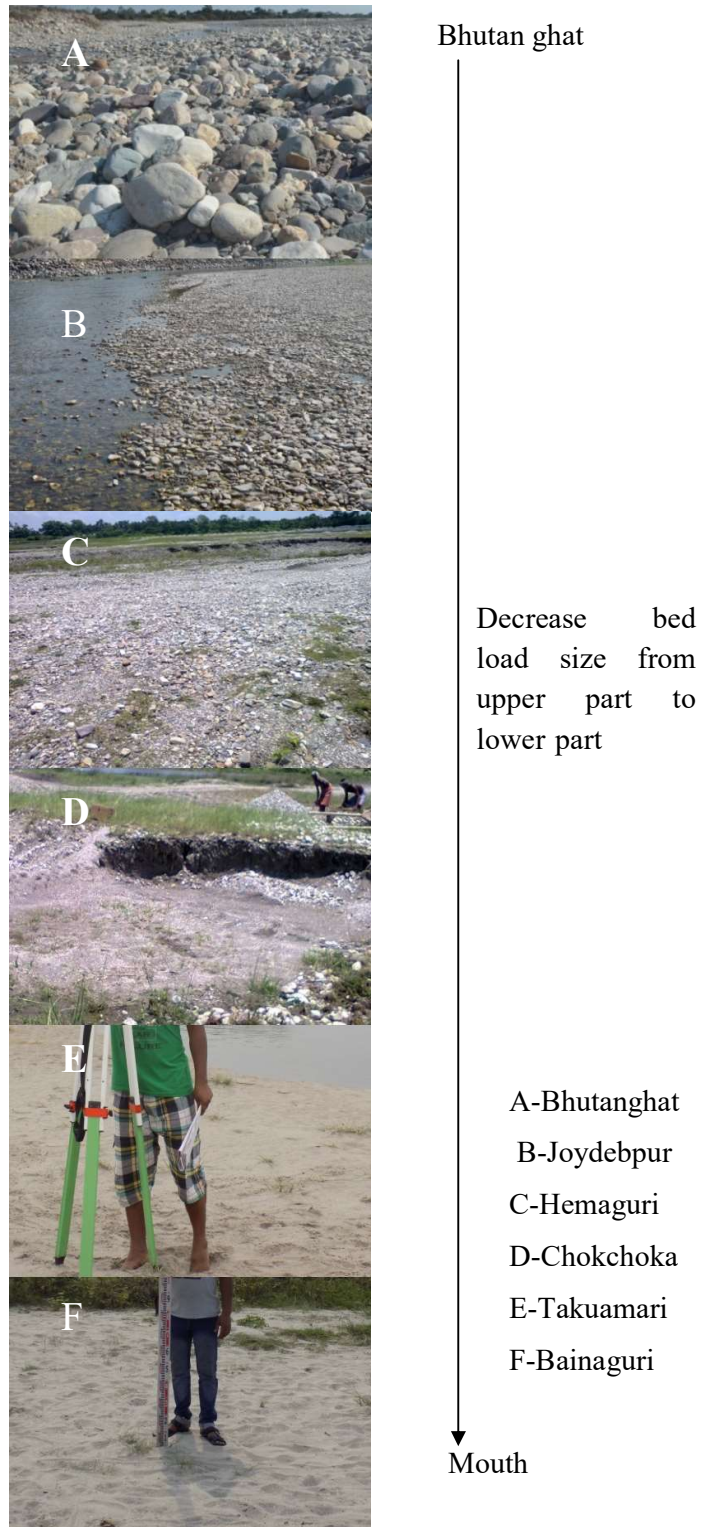 A
Bhutan ghat
B
C
Decrease bed
load size from
upper part to
lower part
D
E
A-Bhutanghat
B-Joydebpur
C-Hemaguri
D-Chokchoka
E-Takuamari
F-Bainaguri
F
Mouth